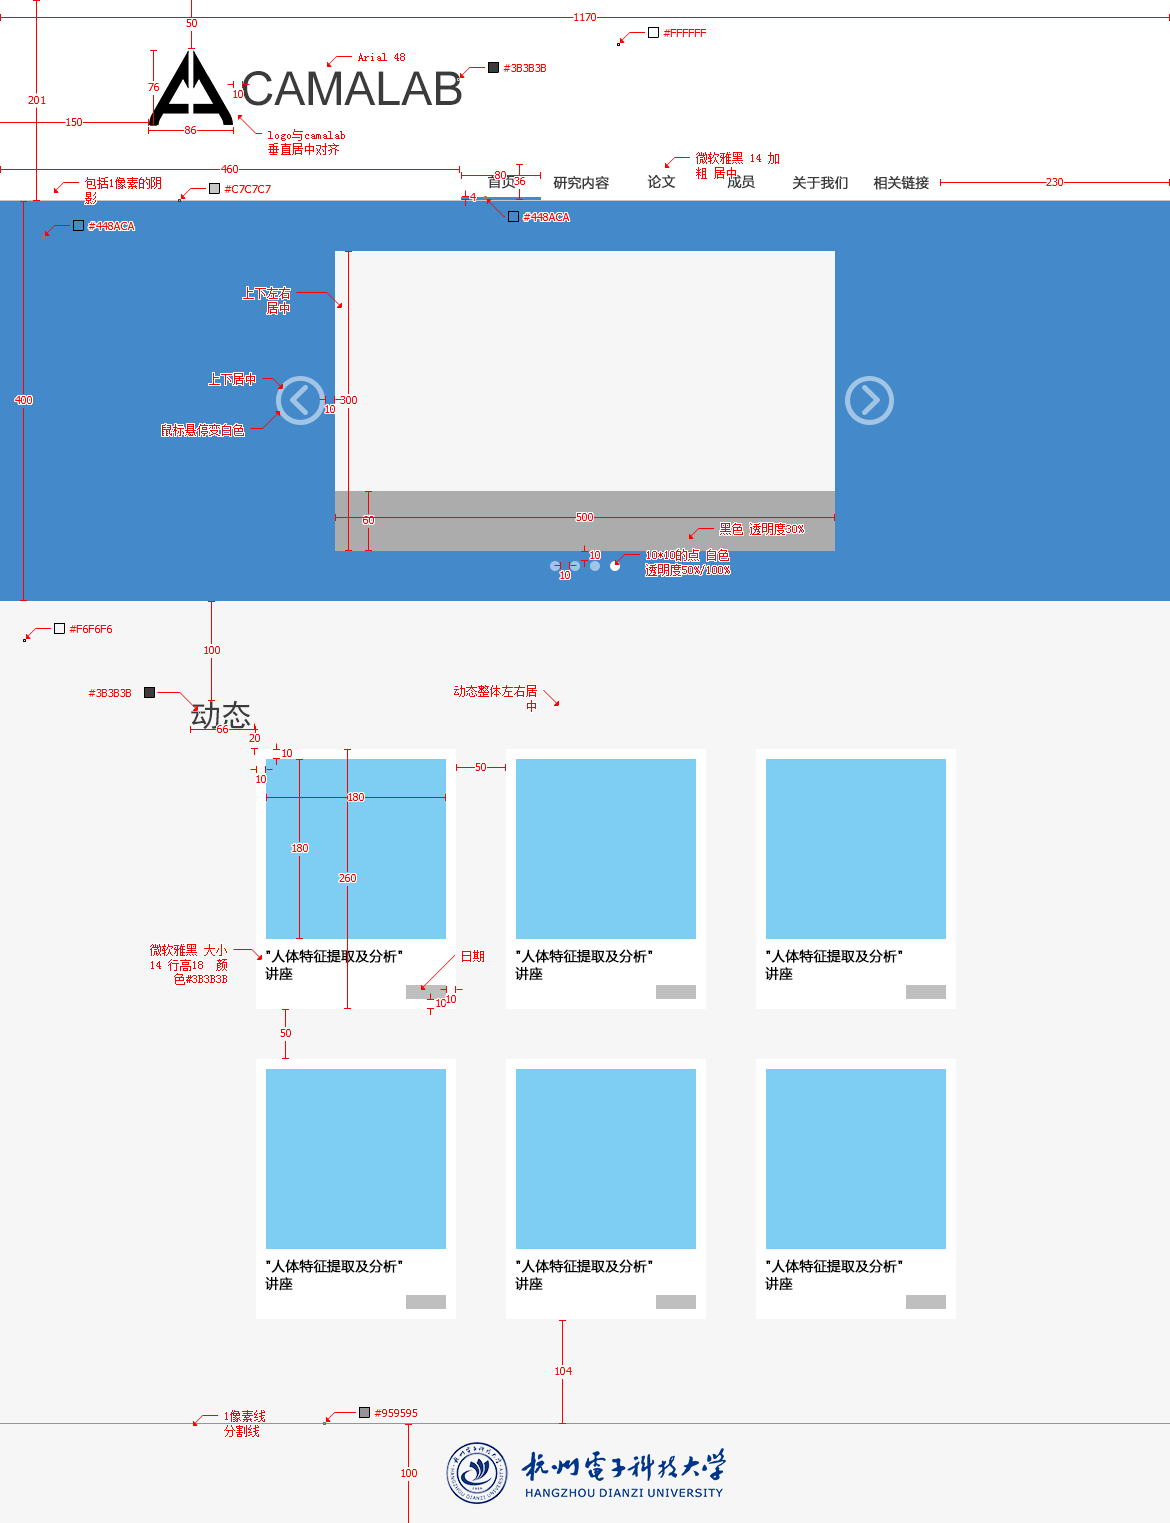 1170
50
#FFFFFF
Arial 48
#3B3B3B
76
10
CAMALAB
201
150
86
logo与camalab
垂直居中对齐
微软雅黑 14 加
粗 居中
460
80
36
230
包括1像素的阴
影
#C7C7C7
首页
研究内容
论文
成员
关于我们
相关链接
4
#448ACA
#448ACA
上下左右
居中
上下居中
400
10
300
鼠标悬停变白色
60
500
黑色 透明度30%
10
10*10的点 白色
透明度50%/100%
10
#F6F6F6
100
#3B3B3B
动态整体左右居
中
动态
66
20
10
10
50
180
180
260
微软雅黑 大小
14 行高18 颜
色#3B3B3B
"人体特征提取及分析"
讲座
日期
10
10
"人体特征提取及分析"
讲座
"人体特征提取及分析"
讲座
50
"人体特征提取及分析"
讲座
"人体特征提取及分析"
讲座
"人体特征提取及分析"
讲座
104
1像素线
分割线
#959595
100
杭州電子科技大学
HANGZHOU DIANZI UNIVERSITY
杭州电子科技大学
HANGZHOU DIANZI UNIVERSITY